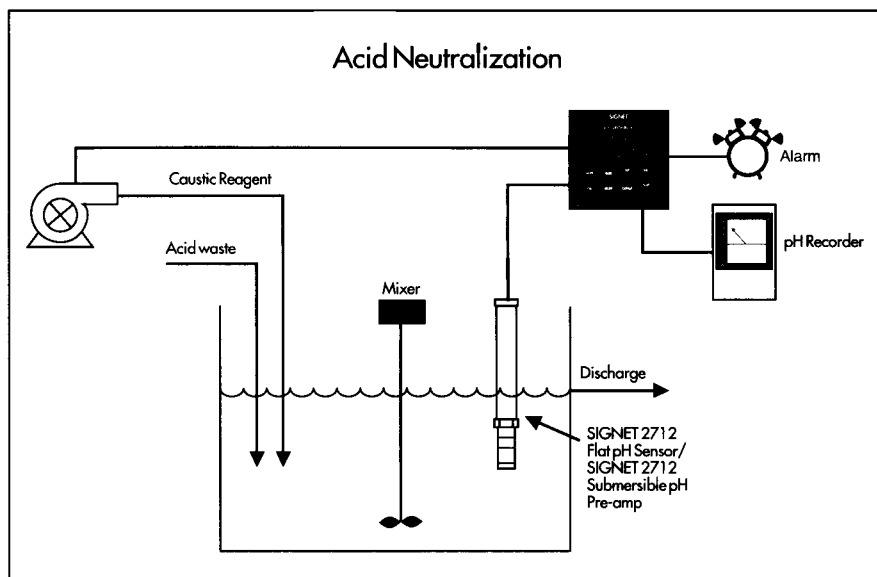 Acid Neutralization
SIGNET
Alarm
Caustic Reagent
Acid waste
pH Recorder
Mixer
Discharge
SIGNET 2712
Flat pH Sensor/
SIGNET 2712
Submersible pH
Pre-amp